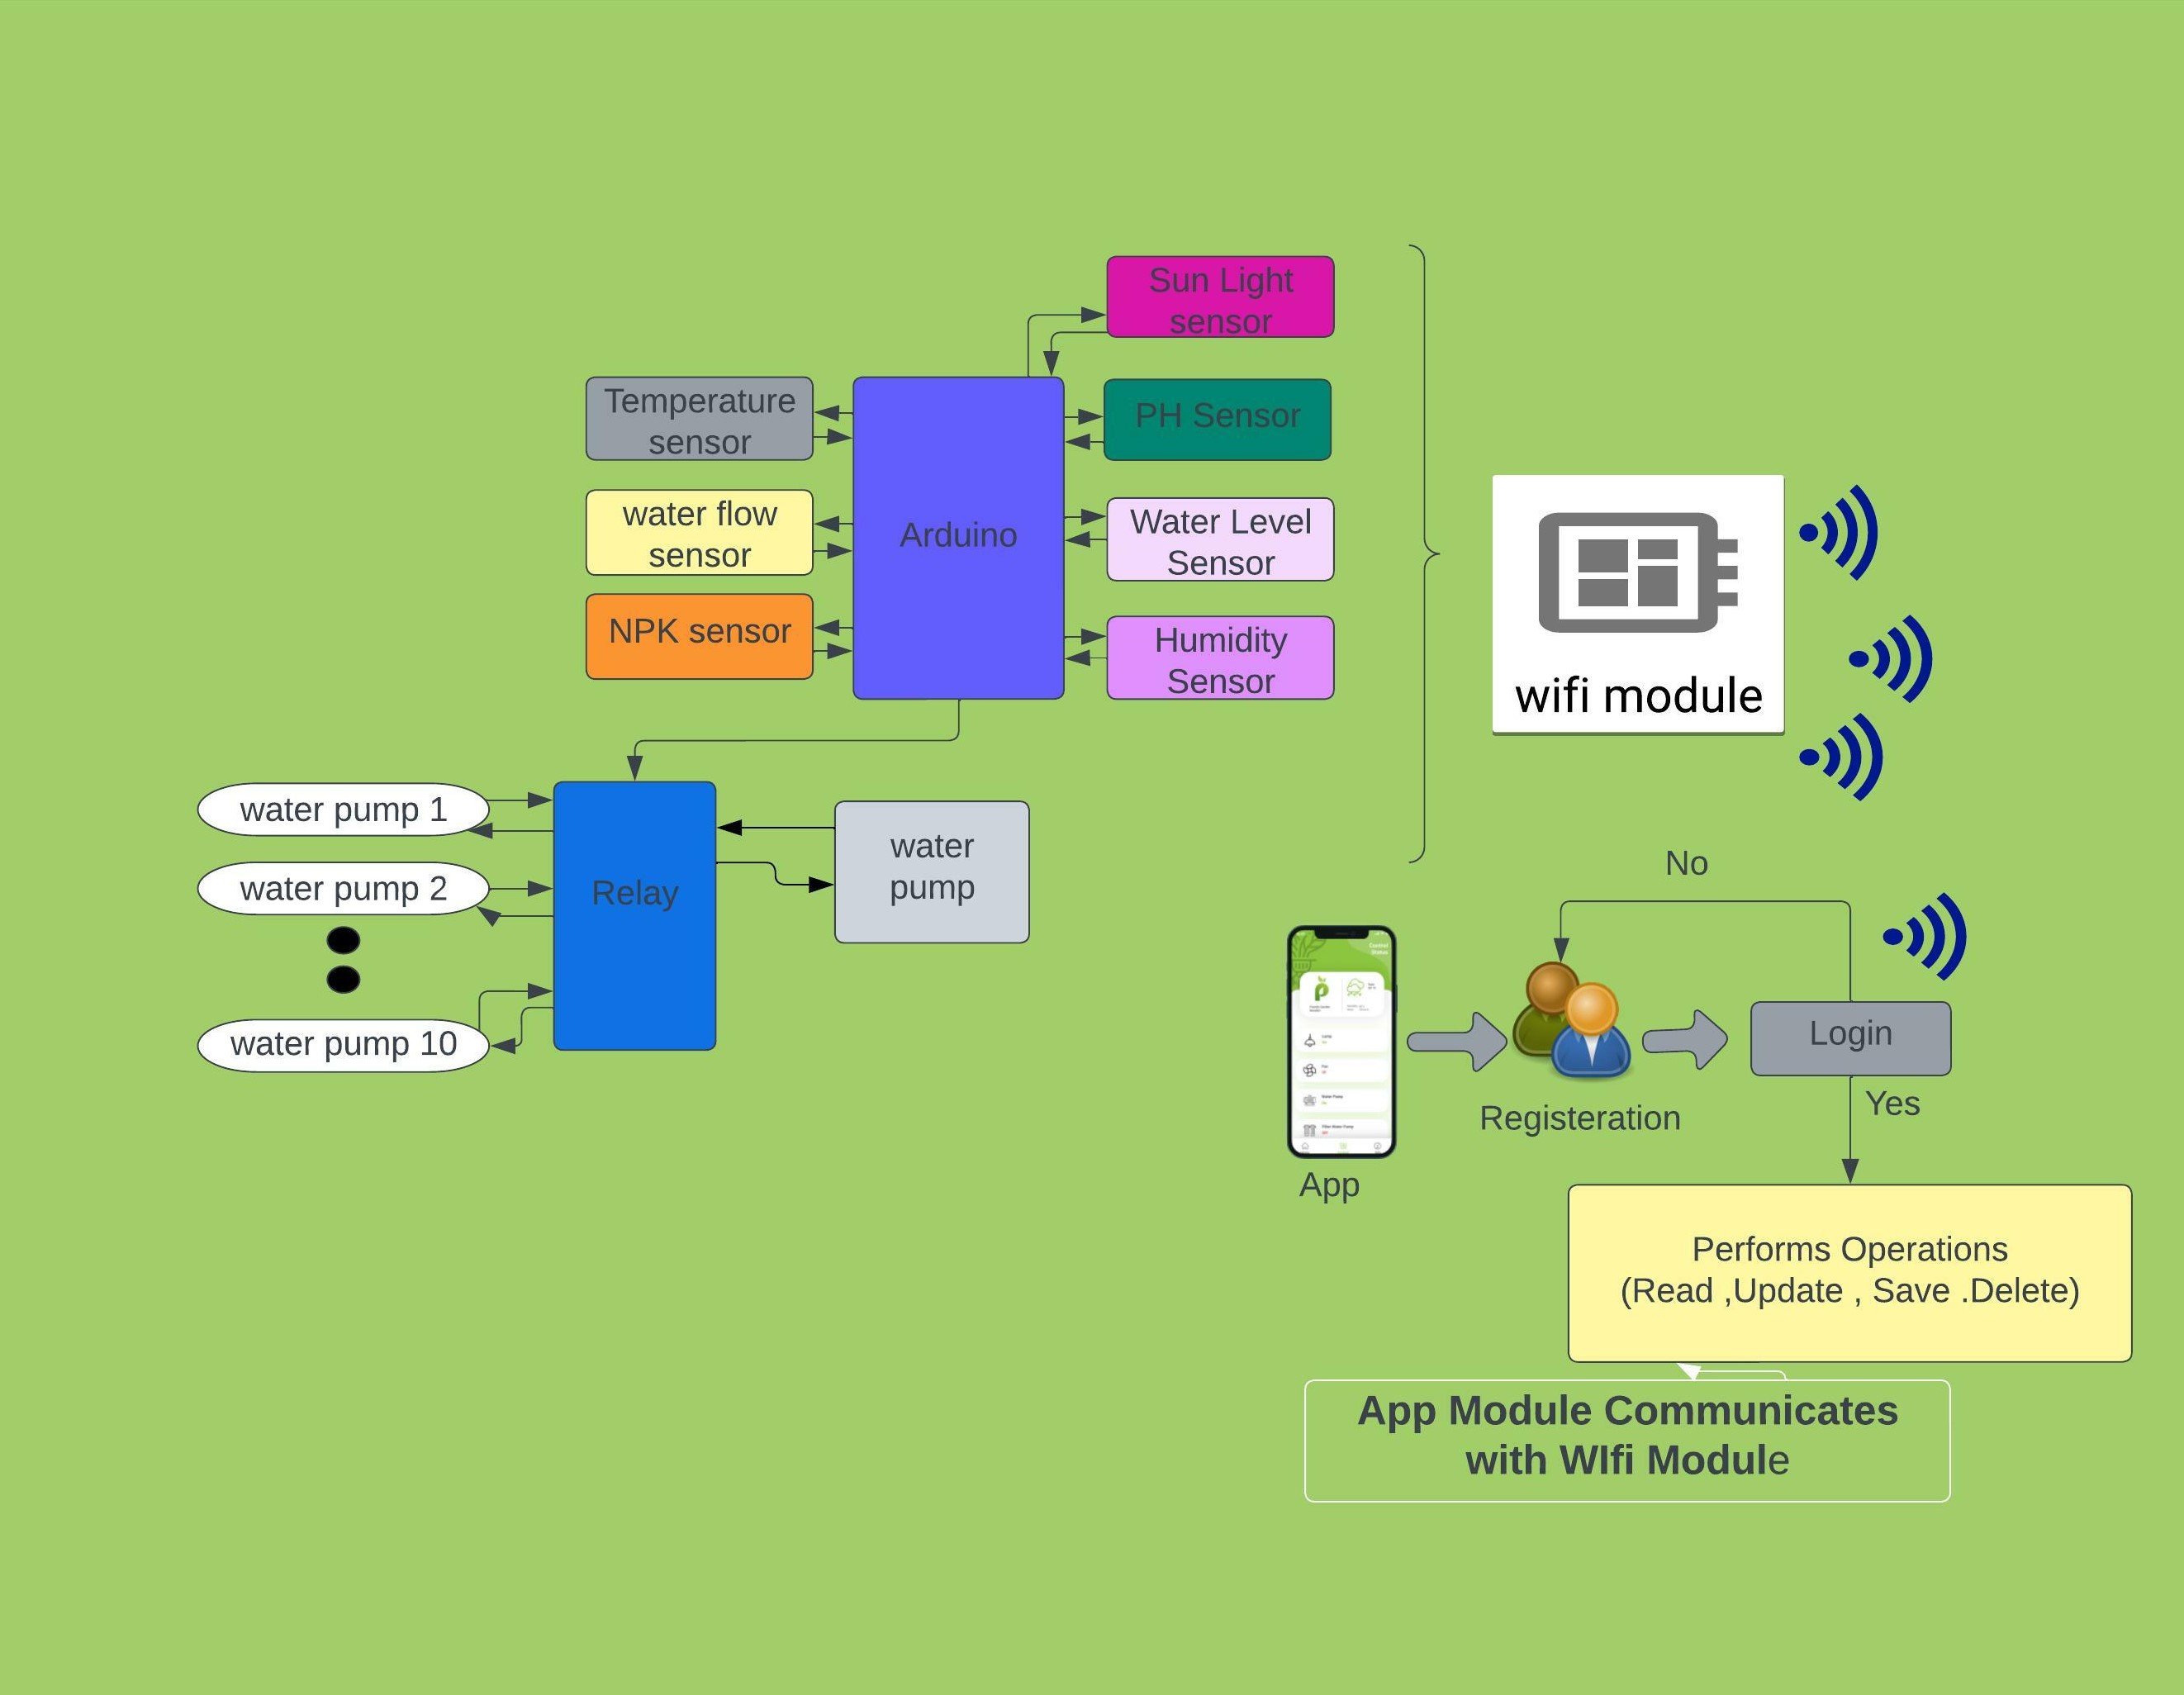 Sun Light
sensor
Temperature
sensor
PH Sensor
water flow
sensor
Arduino
Water Level
Sensor
NPK sensor
Humidity
Sensor
wifi module
water pump 1
water pump 2
water pump 10
Relay
water
pump
No
Control
Status
App
Registeration
Login
Yes
Performs Operations
(Read ,Update , Save .Delete)
App Module Communicates
with WIfi Module